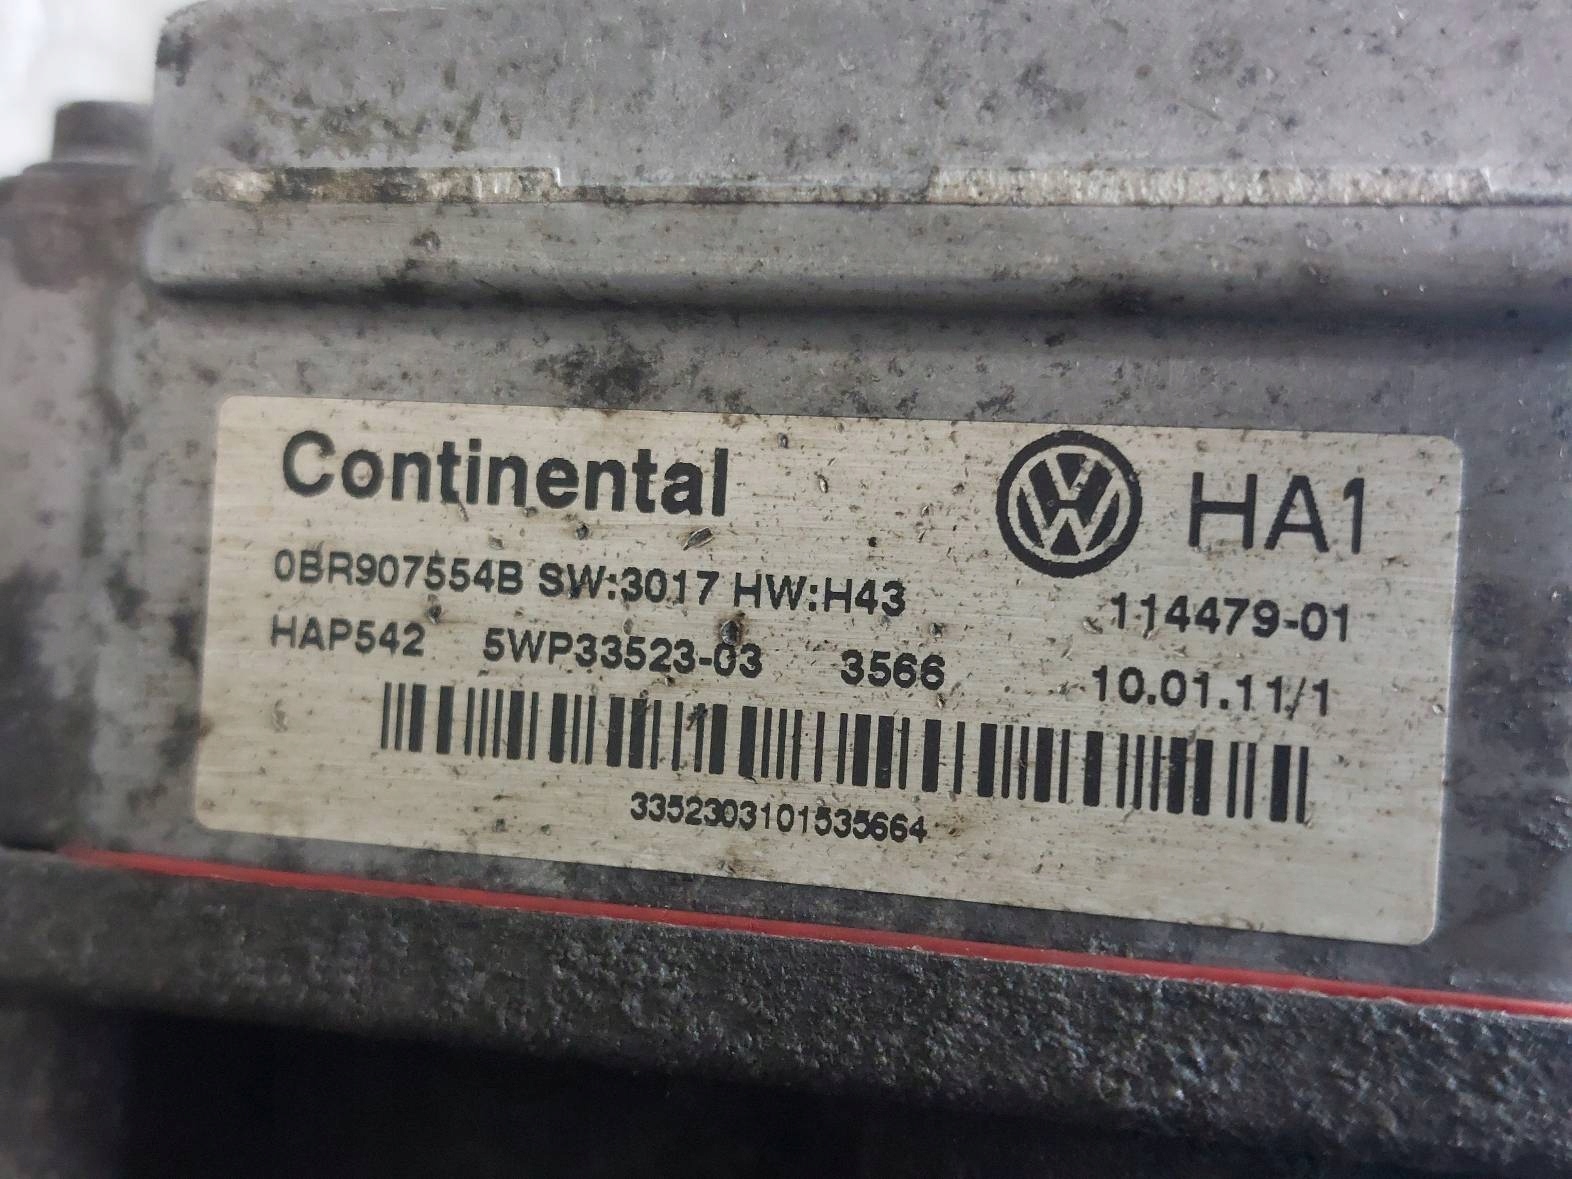 Continental
HA1
0BR907554B SW:3017 HW:H43
114479-01
HAP542 5WP33523-03 3566
10.01.11/1
3352303101535664